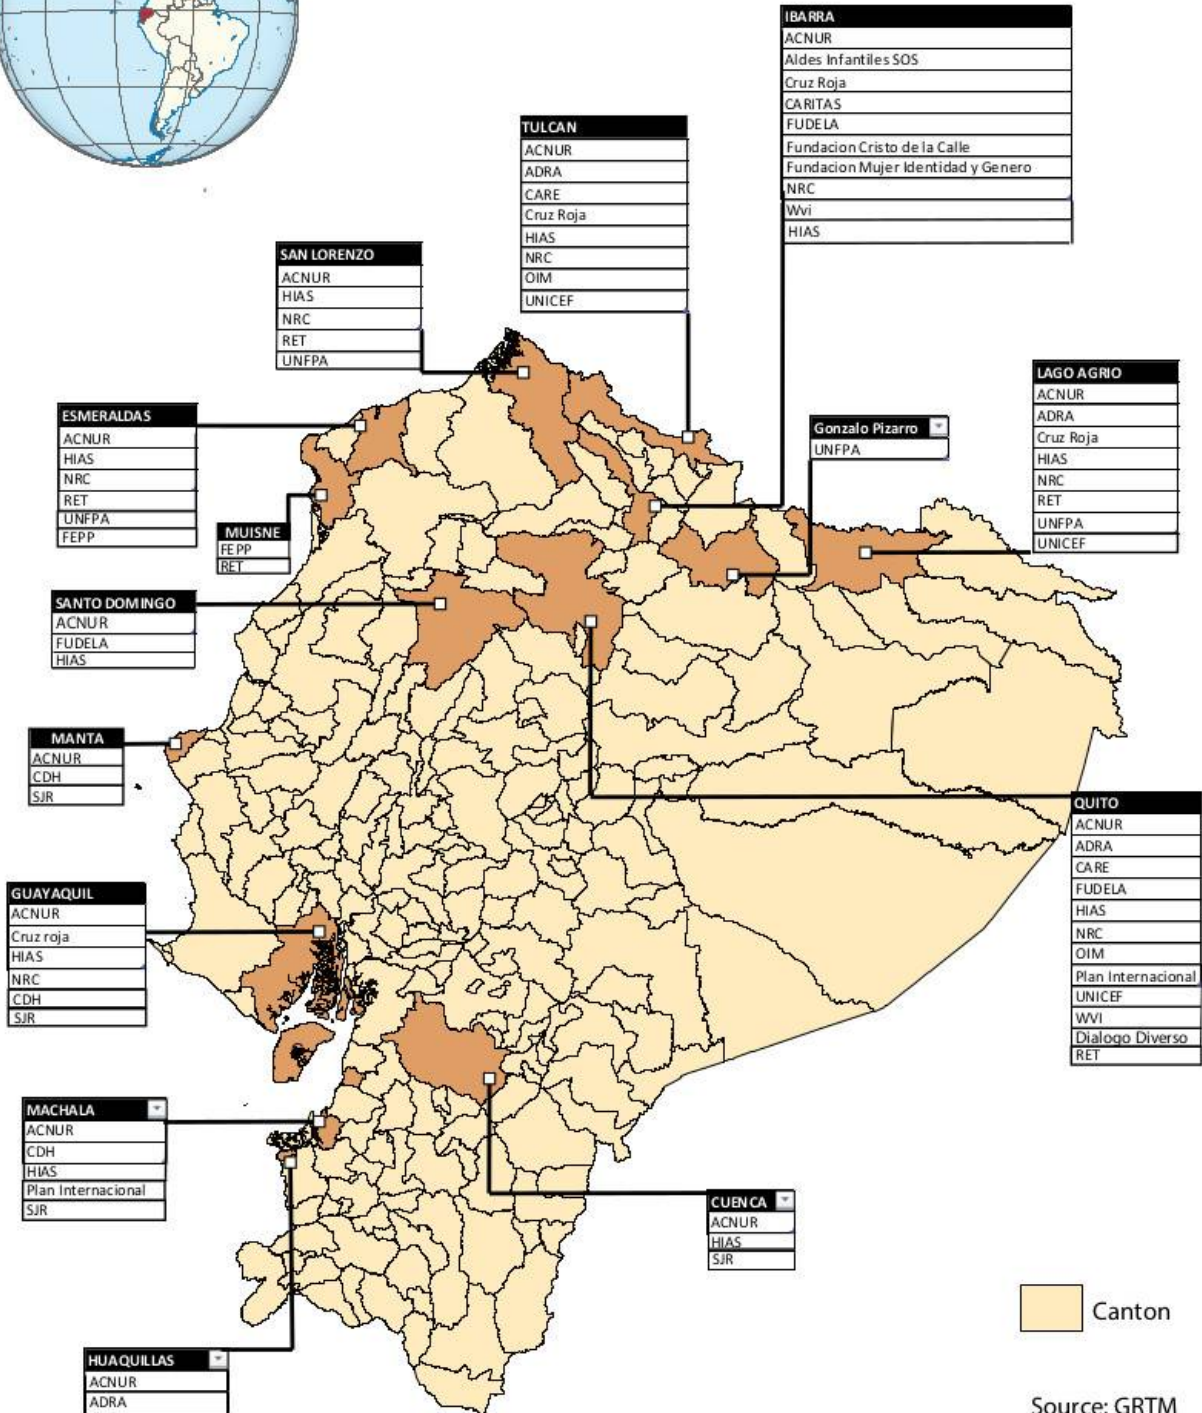 IBARRA
ACNUR
Aldes Infantiles SOS
Cruz Roja
CARITAS
FUDELA
Fundacion Cristo de la Calle
Fundacion Mujer Identidad y Genero
NRC
Wvi
HIAS
TULCAN
ACNUR
ADRA
CARE
Cruz Roja
HIAS
NRC
OIM
UNICEF
SAN LORENZO
ACNUR
HIAS
NRC
RET
UNFPA
LAGO AGRIO
ACNUR
ADRA
Cruz Roja
HIAS
NRC
RET
UNFPA
UNICEF
ESMERALDAS
ACNUR
HIAS
NRC
RET
UNFPA
FEPP
Gonzalo Pizarro
UNFPA
MUISNE
FEPP
RET
SANTO DOMINGO
ACNUR
FUDELA
HIAS
MANTA
ACNUR
CDH
SJR
QUITO
ACNUR
ADRA
CARE
FUDELA
HIAS
NRC
OIM
Plan Internacional
UNICEF
WVI
Dialogo Diverso
RET
GUAYAQUIL
ACNUR
Cruz roja
HIAS
NRC
CDH
SJR
MACHALA
ACNUR
CDH
HIAS
Plan Internacional
SJR
CUENCA
ACNUR
HIAS
SJR
Canton
HUAQUILLAS
ACNUR
ADRA
Source: GRTM